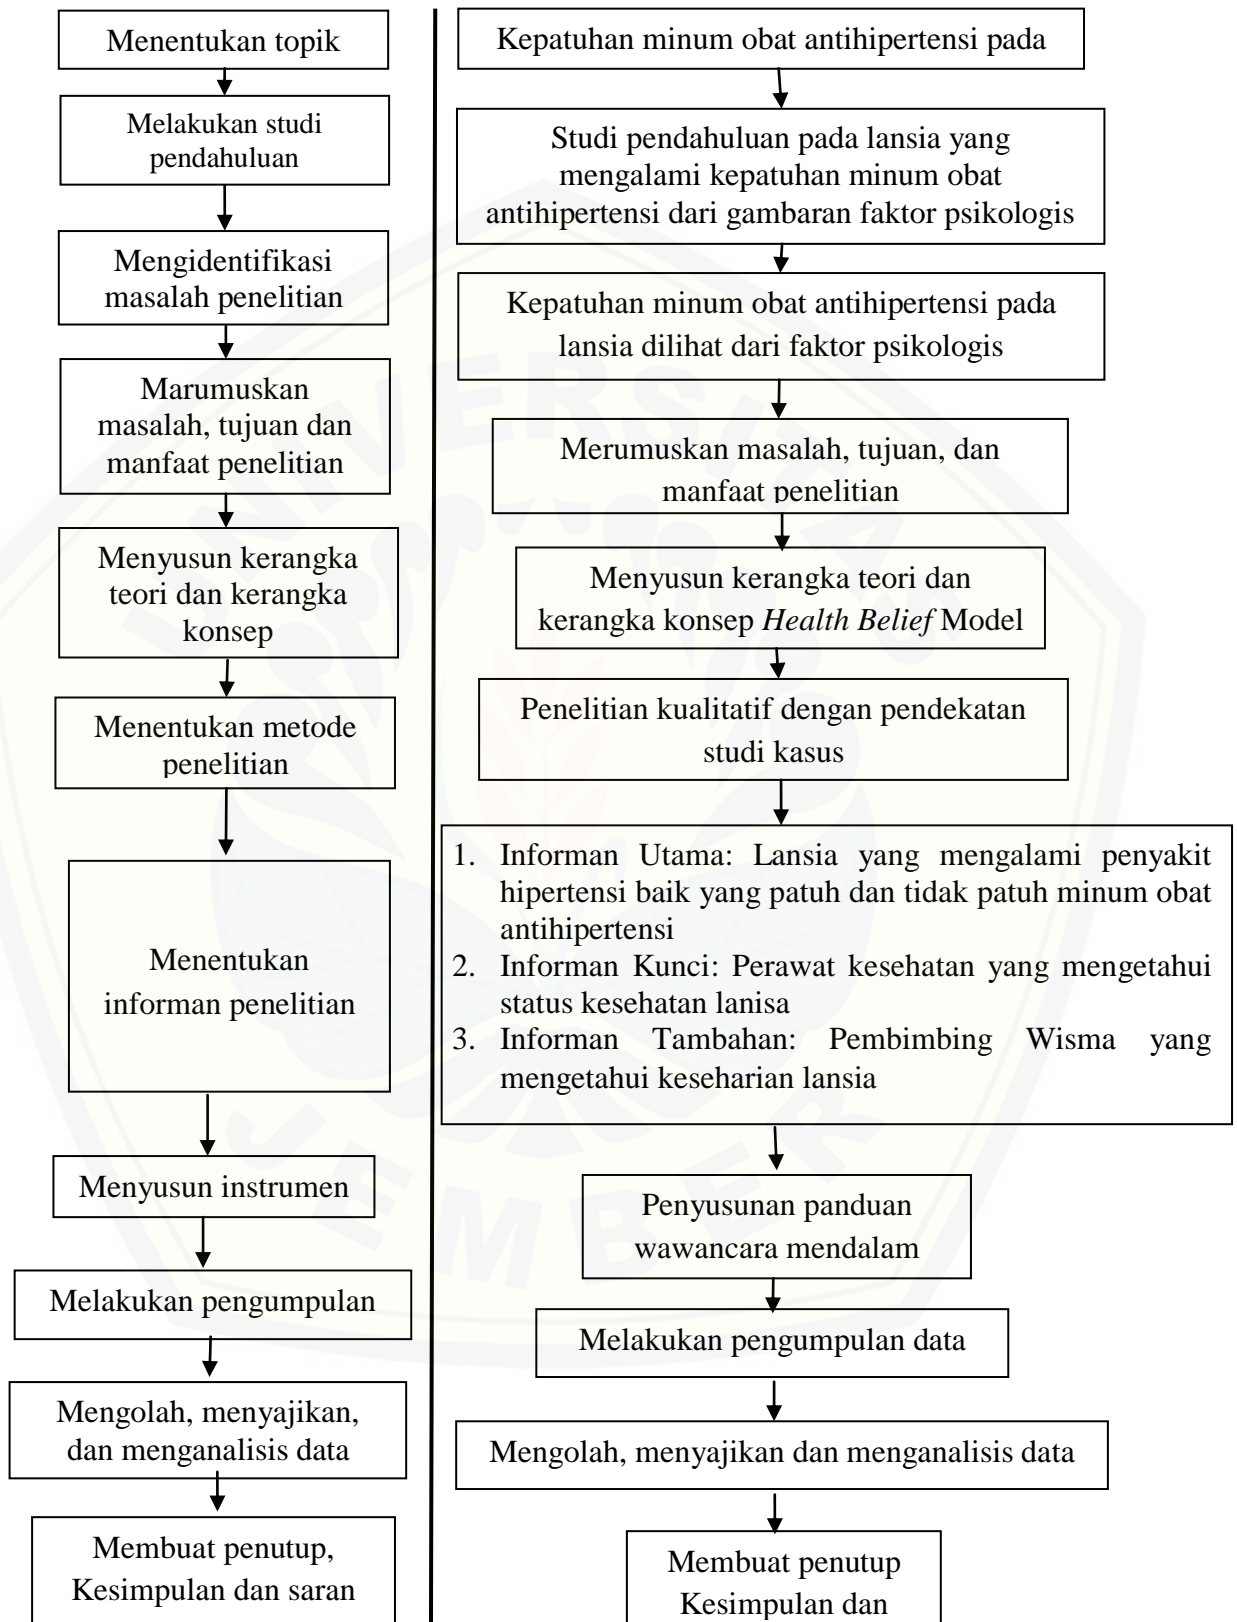 Menentukan topik
Melakukan studi
pendahuluan
Mengidentifikasi
masalah penelitian
Marumuskan
masalah, tujuan dan
manfaat penelitian
Menyusun kerangka
teori dan kerangka
konsep
Menentukan metode
penelitian
Menentukan
informan penelitian
Menyusun instrumen
Melakukan pengumpulan
Mengolah, menyajikan,
dan menganalisis data
Membuat penutup,
Kesimpulan dan saran
Kepatuhan minum obat antihipertensi pada
Studi pendahuluan pada lansia yang
mengalami kepatuhan minum obat
antihipertensi dari gambaran faktor psikologis
Kepatuhan minum obat antihipertensi pada
lansia dilihat dari faktor psikologis
Merumuskan masalah, tujuan, dan
manfaat penelitian
Menyusun kerangka teori dan
kerangka konsep Health Belief Model
Penelitian kualitatif dengan pendekatan
studi kasus
1. Informan Utama: Lansia yang mengalami penyakit
hipertensi baik yang patuh dan tidak patuh minum obat
antihipertensi
2. Informan Kunci: Perawat kesehatan yang mengetahui
status kesehatan lanisa
3. Informan Tambahan: Pembimbing Wisma yang
mengetahui keseharian lansia
Penyusunan panduan
wawancara mendalam
Melakukan pengumpulan data
Mengolah, menyajikan dan menganalisis data
Membuat penutup
Kesimpulan dan
UNIVERSITAS
JEMBER